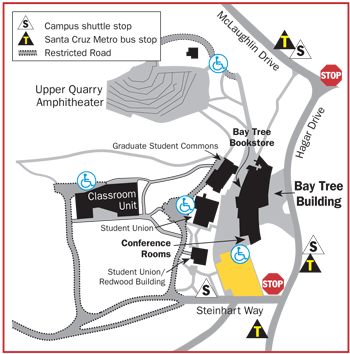 S Campus shuttle stop
T Santa Cruz Metro bus stop
Restricted Road
McLaughlin Drive
T
S
STOP
Upper Quarry
Amphitheater
Hagar Drive
Bay Tree
Bookstore
Graduate Student Commons
Classroom
Unit
Bay Tree
Building
Student Union
Conference
Rooms
S
T
Student Union/
Redwood Building
S
STOP
Steinhart Way
T